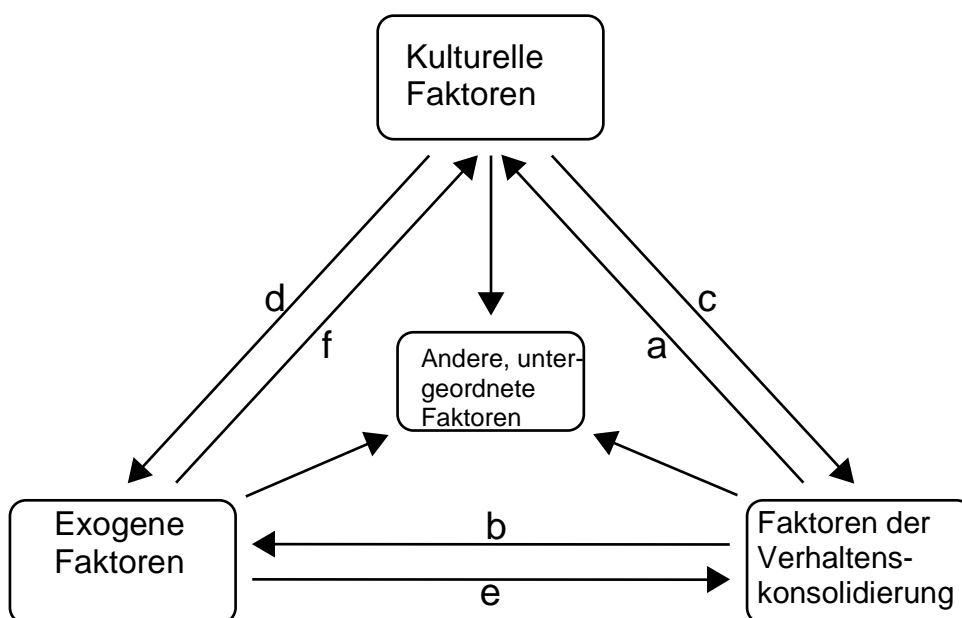 Kulturelle
Faktoren
d
c
f
a
Andere, unter-
geordnete
Faktoren
Exogene
Faktoren
b
e
Faktoren der
Verhaltens-
konsolidierung